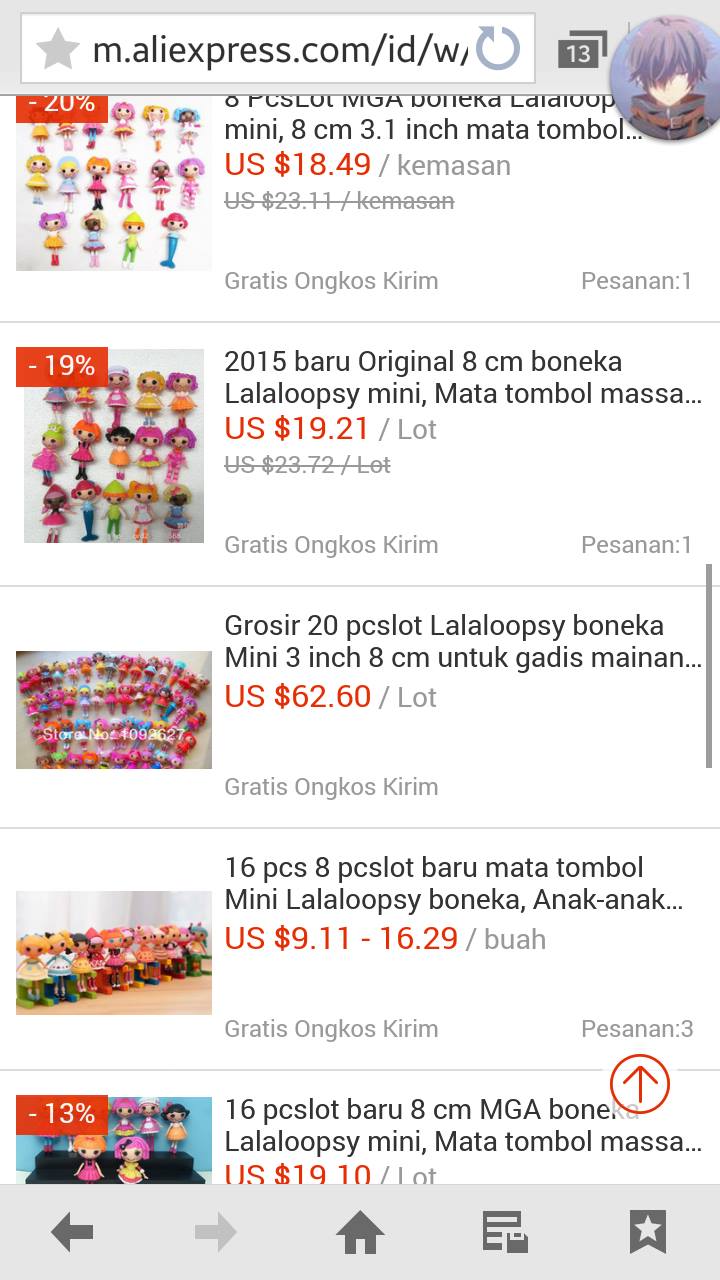 m.aliexpress.com/id/w/
13
- 20%
8 PcsLot MGA boneka Lalaloop
mini, 8 cm 3.1 inch mata tombol...
US $18.49 / kemasan
US $23.11 / kemasan
Gratis Ongkos Kirim Pesanan:1
- 19%
2015 baru Original 8 cm boneka
Lalaloopsy mini, Mata tombol massa...
US $19.21 / Lot
US $23.72 / Lot
Gratis Ongkos Kirim Pesanan:1
Grosir 20 pcslot Lalaloopsy boneka
Mini 3 inch 8 cm untuk gadis mainan...
US $62.60 / Lot
Store No: 1092627
Gratis Ongkos Kirim
16 pcs 8 pcslot baru mata tombol
Mini Lalaloopsy boneka, Anak-anak...
US $9.11 - 16.29 / buah
Gratis Ongkos Kirim Pesanan:3
- 13%
16 pcslot baru 8 cm MGA boneka
Lalaloopsy mini, Mata tombol massa...
US $19.10 / Lot